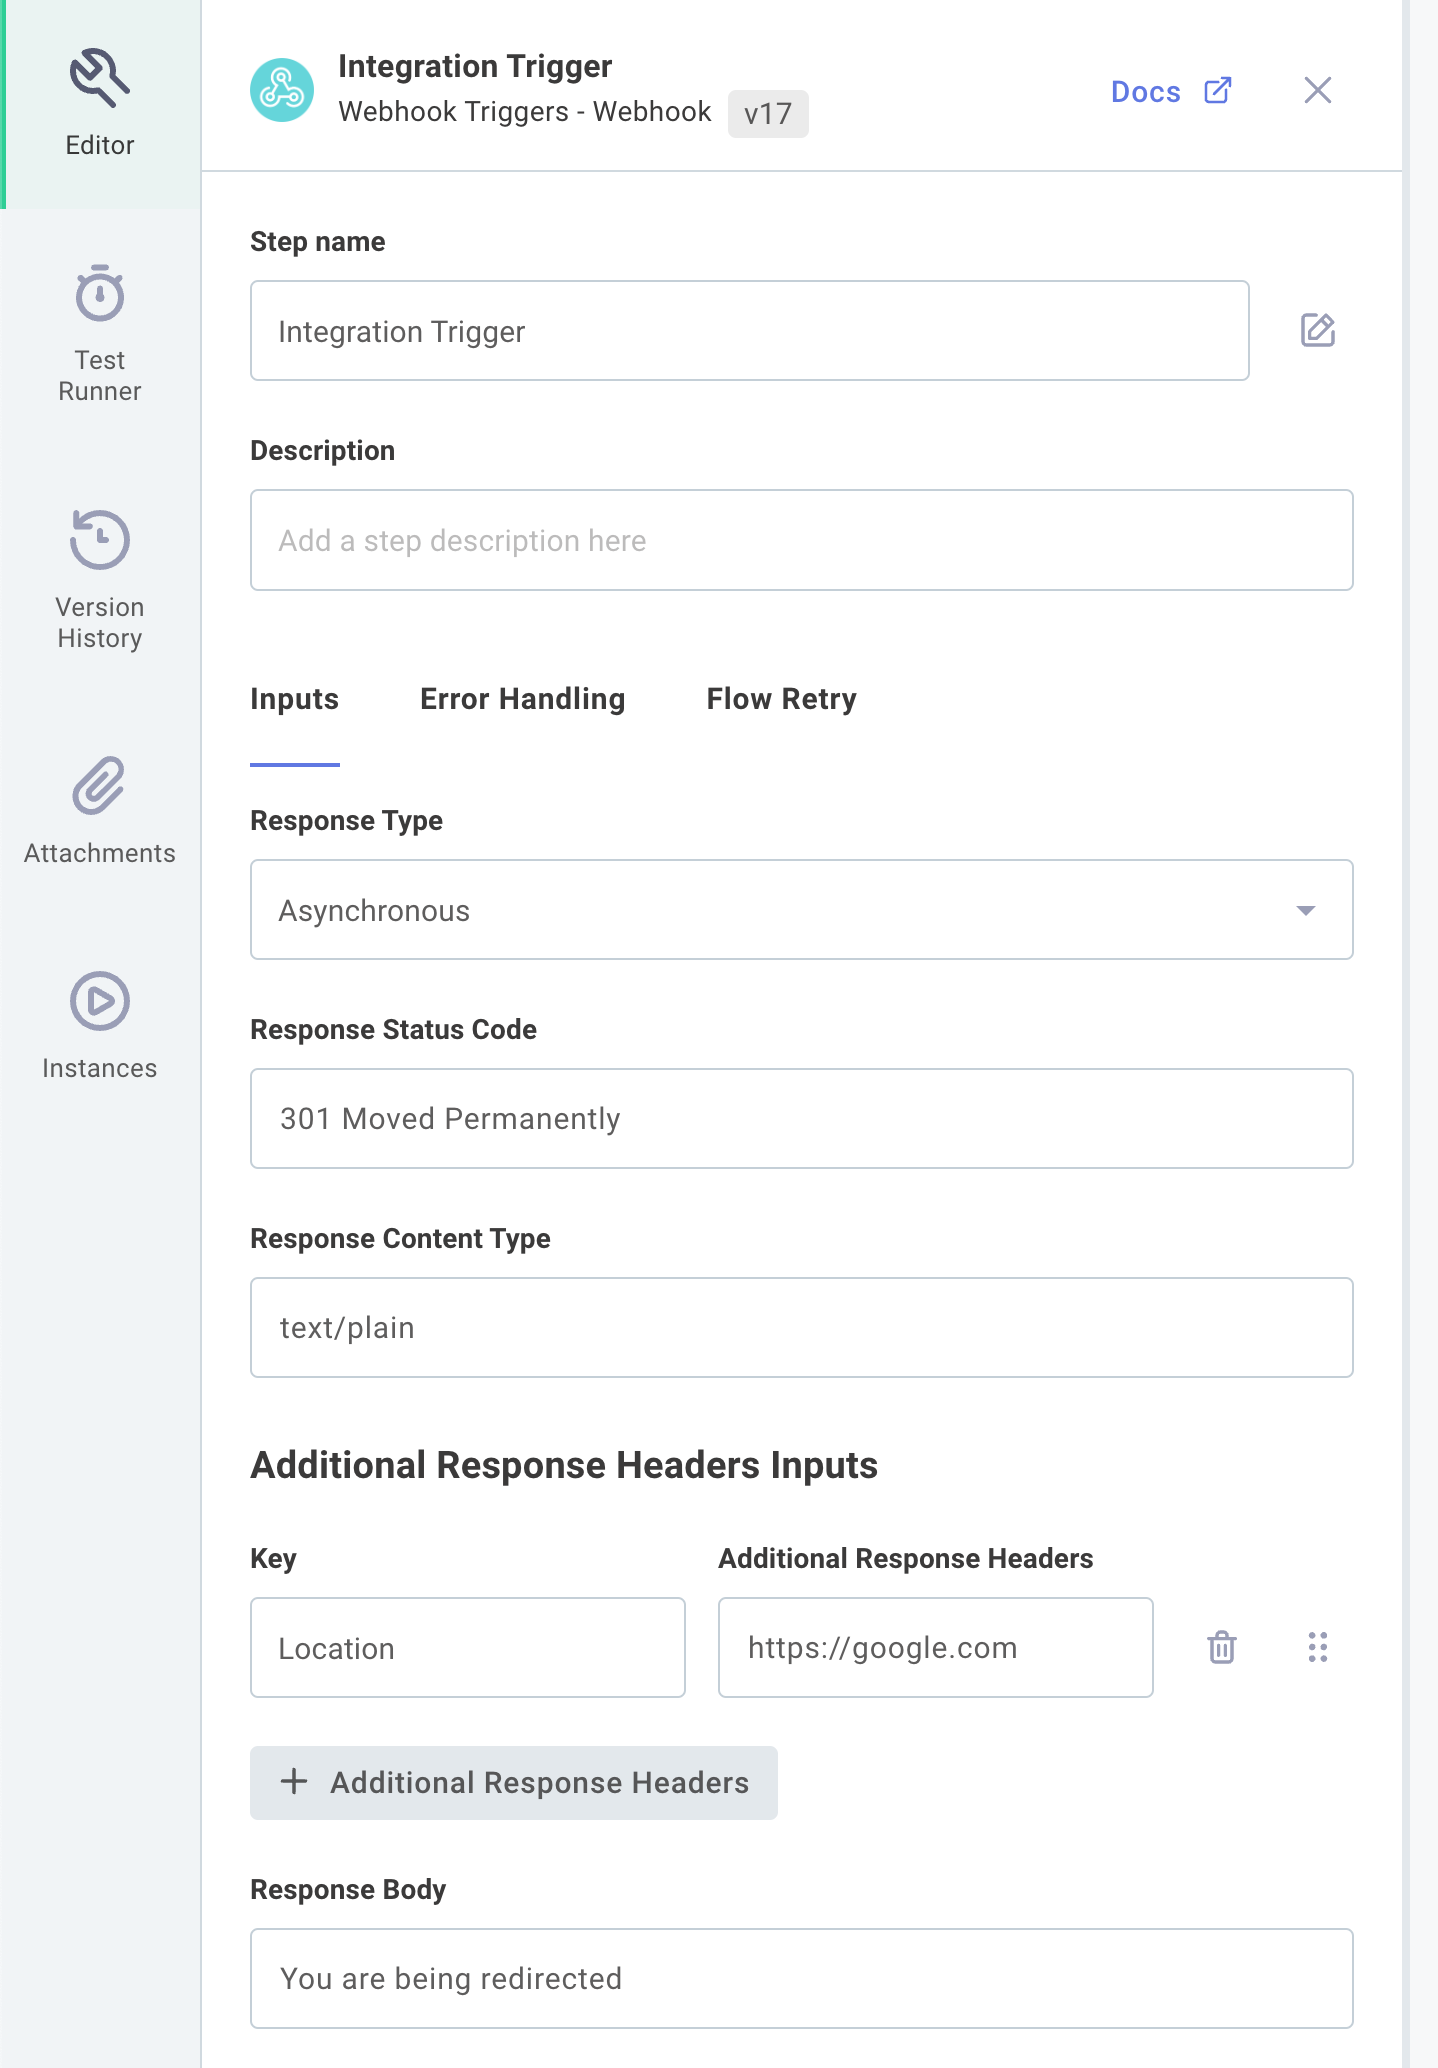 Editor
Test
Runner
Version
History
Attachments
Instances
Integration Trigger
Webhook Triggers - Webhook v17
Docs
Step name
Integration Trigger
Description
Add a step description here
Inputs Error Handling Flow Retry
Response Type
Asynchronous
Response Status Code
301 Moved Permanently
Response Content Type
text/plain
Additional Response Headers Inputs
Key Additional Response Headers
Location https://google.com
+ Additional Response Headers
Response Body
You are being redirected